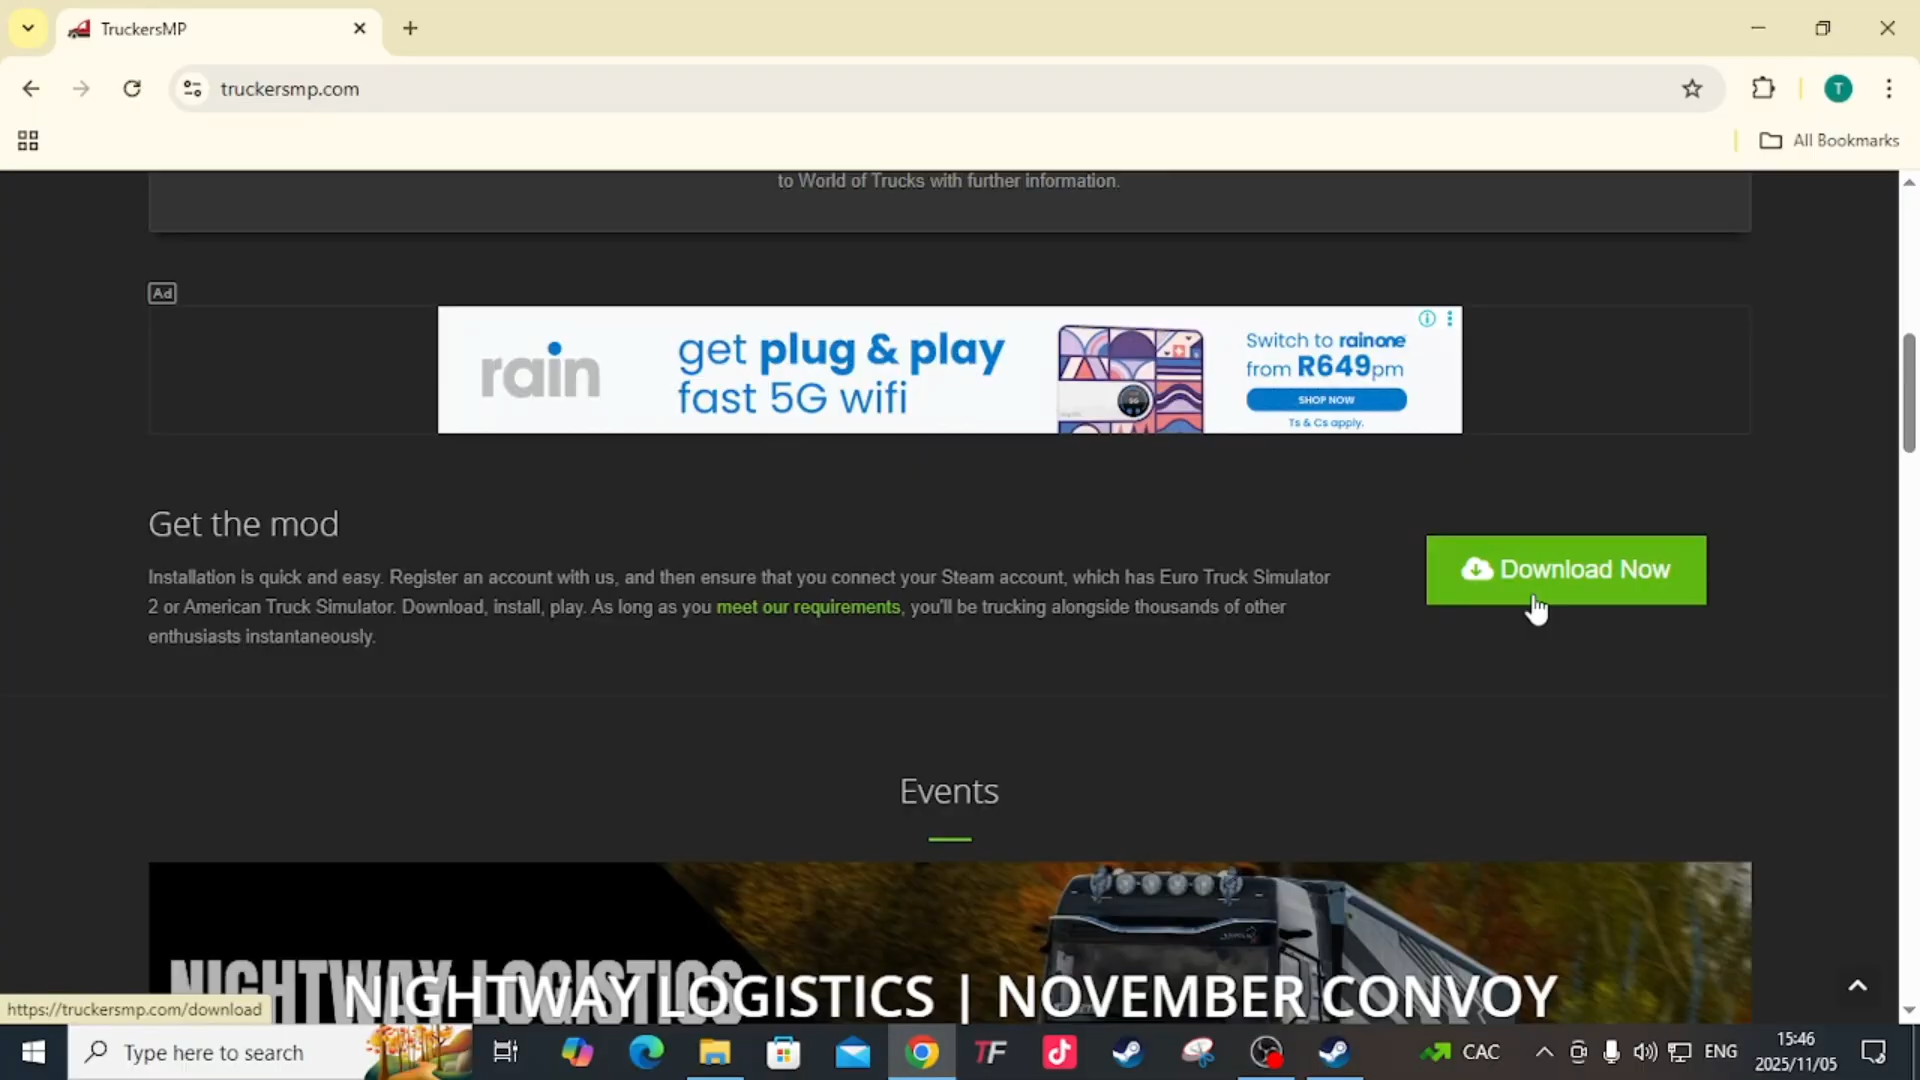 TruckersMP
truckersmp.com
All Bookmarks
to World of Trucks with further information.
Ad
rain
get plug & play
fast 5G wifi
Switch to rainone
from R649pm
SHOP NOW
Ts & Cs apply.
Get the mod
Installation is quick and easy. Register an account with us, and then ensure that you connect your Steam account, which has Euro Truck Simulator
2 or American Truck Simulator. Download, install, play. As long as you meet our requirements, you'll be trucking alongside thousands of other
enthusiasts instantaneously.
Download Now
Events
NIGHTWAY LOGISTICS
NIGHTWAY LOGISTICS | NOVEMBER CONVOY
https://truckersmp.com/download
Type here to search
TF
CAC
ENG
15:46
2025/11/05
T